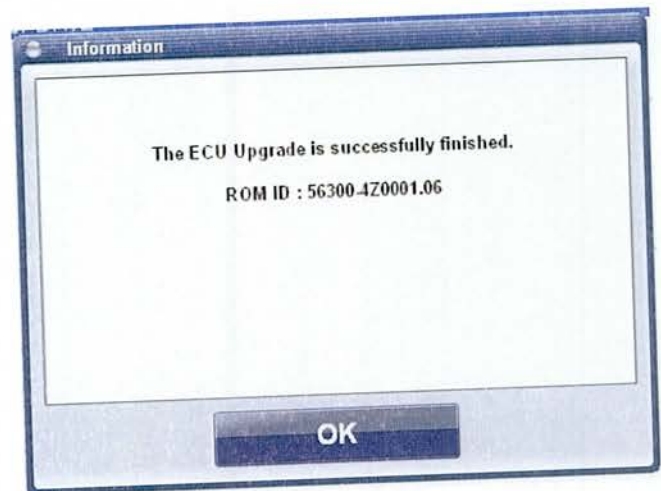 Information
The ECU Upgrade is successfully finished.
ROM ID : 56300-4Z0001.06
OK